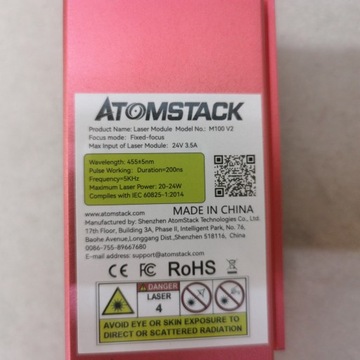 ATOMSTACK
Product Name: Laser Module Model No.: M100 V2
Focus mode: Fixed-focus
Max Input of Laser Module: 24V 3.5A
Wavelength: 455±5nm
Pulse Working: Duration=200ns
Frequency=5KHz
Maximum Laser Power: 20-24W
Complies with IEC 60825-1:2014
www.atomstack.com MADE IN CHINA
Manufactured by: Shenzhen AtomStack Technologies Co., Ltd.
17th Floor, Building 3A, Phase II, Intelligent Park, No. 76,
Baohe Avenue,Longgang Dist.,Shenzhen 518116, China
0086-755-89667680
E-mail address: support@atomstack.com
CE FC RoHS
DANGER
LASER
4
AVOID EYE OR SKIN EXPOSURE TO
DIRECT OR SCATTERED RADIATION